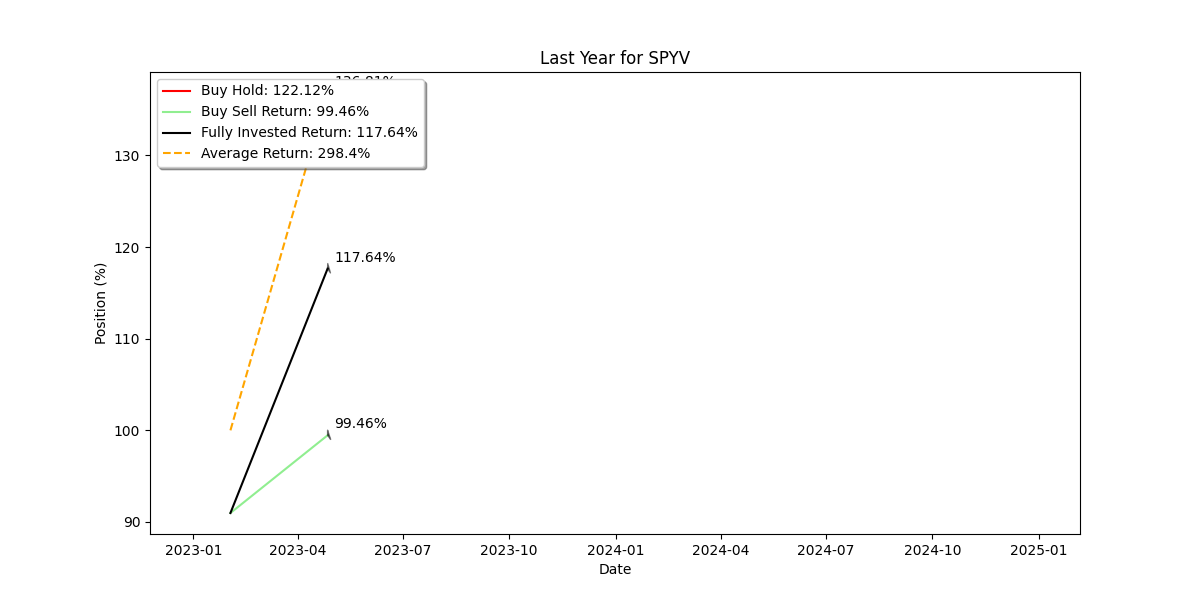 Last Year for SPYV
Buy Hold: 122.12%
Buy Sell Return: 99.46%
Fully Invested Return: 117.64%
Average Return: 298.4%
130
120
110
100
90
117.64%
99.46%
Position (%)
2023-01 2023-04 2023-07 2023-10 2024-01 2024-04 2024-07 2024-10 2025-01
Date